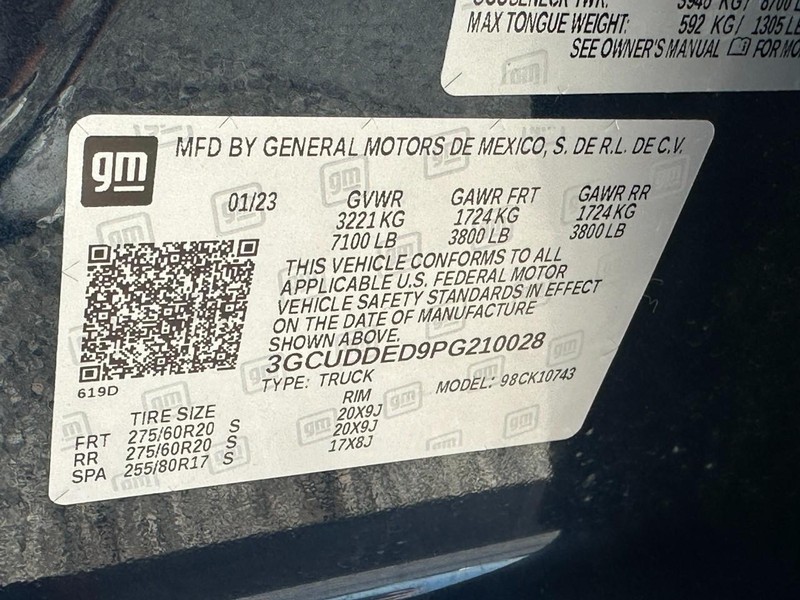 MAX TONGUE WEIGHT: 592 KG/ 1305 LB
SEE OWNER'S MANUAL FOR
gm
MFD BY GENERAL MOTORS DE MEXICO, S. DE R.L. DE C.V.
01/23 GVWR GAWR FRT GAWR RR
3221 KG 1724 KG 1724 KG
7100 LB 3800 LB 3800 LB
THIS VEHICLE CONFORMS TO ALL
APPLICABLE U.S. FEDERAL MOTOR
VEHICLE SAFETY STANDARDS IN EFFECT
ON THE DATE OF MANUFACTURE
SHOWN ABOVE.
3GCUDDED9PG210028
619D
TYPE: TRUCK MODEL: 98CK10743
TIRE SIZE RIM
FRT 275/60R20 S 20X9J
RR 275/60R20 S 20X9J
SPA 255/80R17 S 17X8J